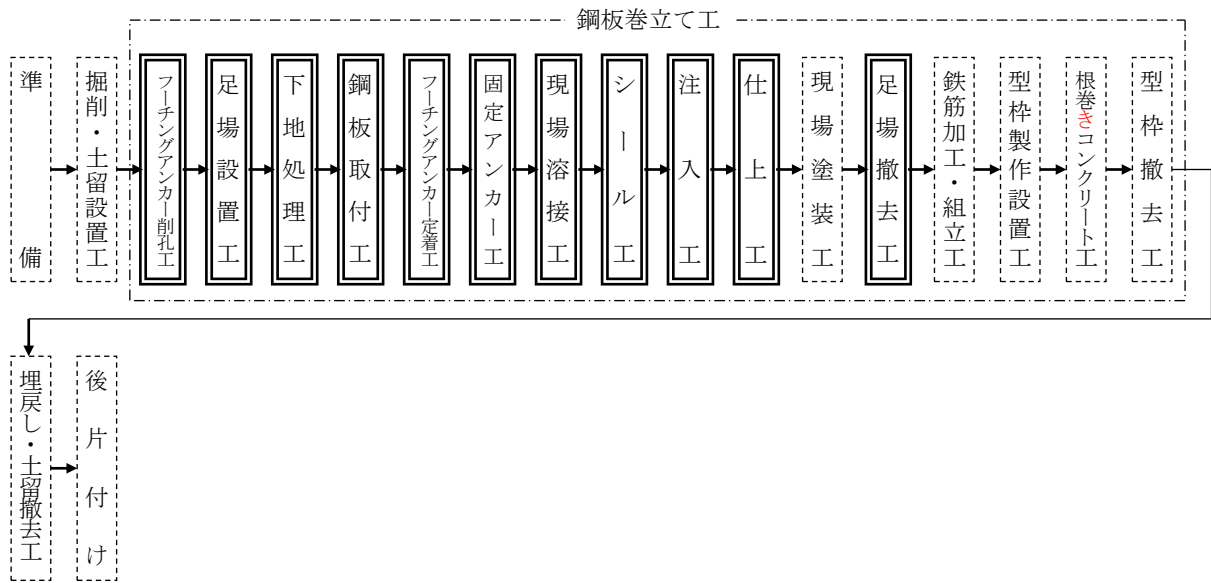 鋼板巻立て工
準備
掘削・土留設置工
フーチングアンカー削孔工
足場設置工
下地処理工
鋼板取付工
フーチングアンカー定着工
固定アンカー工
現場溶接工
シール工
注入工
仕上工
現場塗装工
足場撤去工
鉄筋加工・組立工
型枠製作設置工
根巻きコンクリート工
型枠撤去工
埋戻し・土留撤去工
後片付け